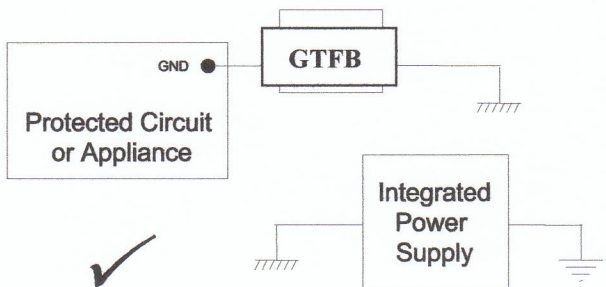 GND
GTFB
Protected Circuit
or Appliance
Integrated
Power
Supply